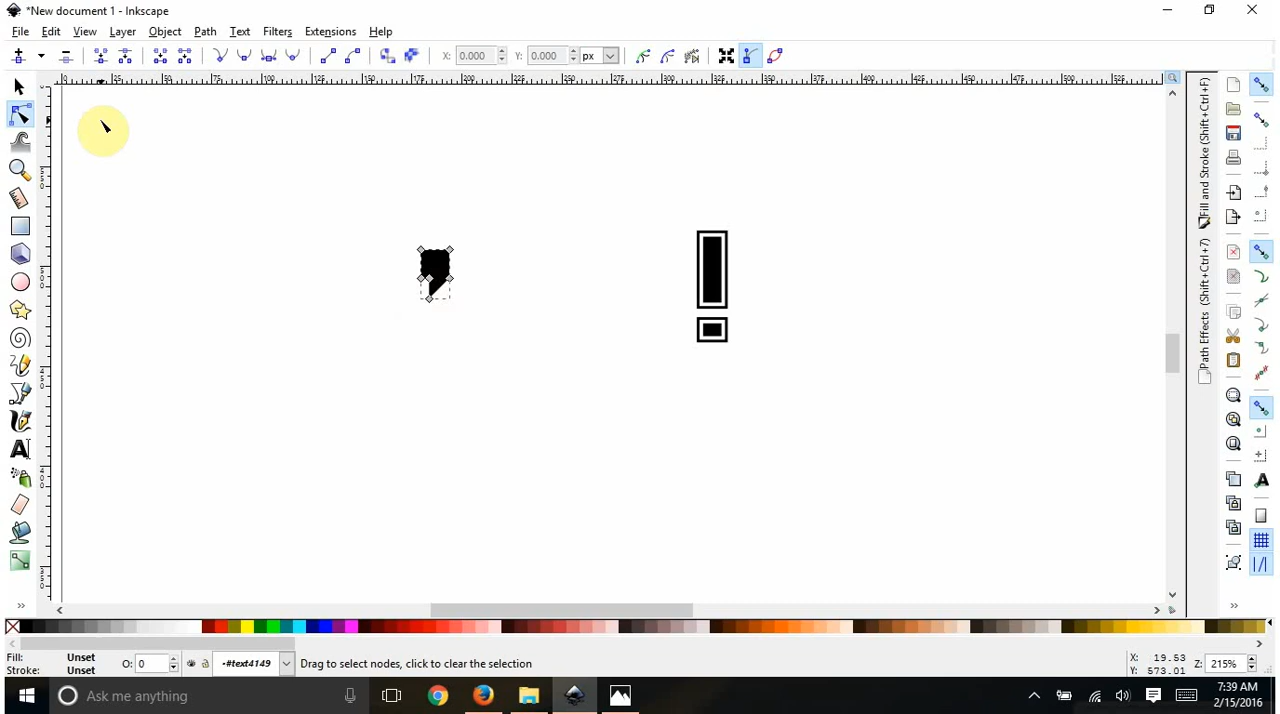 *New document 1 - Inkscape
File Edit View Layer Object Path Text Filters Extensions Help
X: 0.000 Y: 0.000 px
Fill and Stroke (Shift+Ctrl+F)
Path Effects (Shift+Ctrl+7)
!
Fill: Unset
Stroke: Unset
O: 0
•#text4149
Drag to select nodes, click to clear the selection
X: 19.53
Y: 573.01
Z: 215%
Ask me anything
7:39 AM
2/15/2016